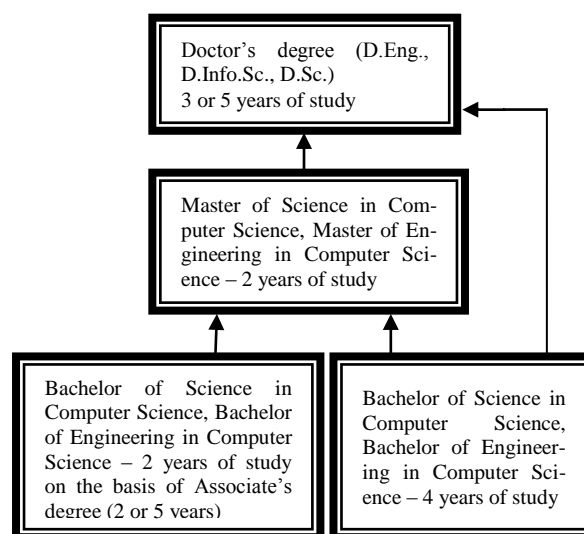 Doctor’s degree (D.Eng.,
D.Info.Sc., D.Sc.)
3 or 5 years of study
Master of Science in Com-
puter Science, Master of En-
gineering in Computer Sci-
ence – 2 years of study
Bachelor of Science in
Computer Science, Bachelor
of Engineering in Computer
Science – 2 years of study
on the basis of Associate’s
degree (2 or 5 years)
Bachelor of Science in
Computer Science,
Bachelor of Engineer-
ing in Computer Sci-
ence – 4 years of study